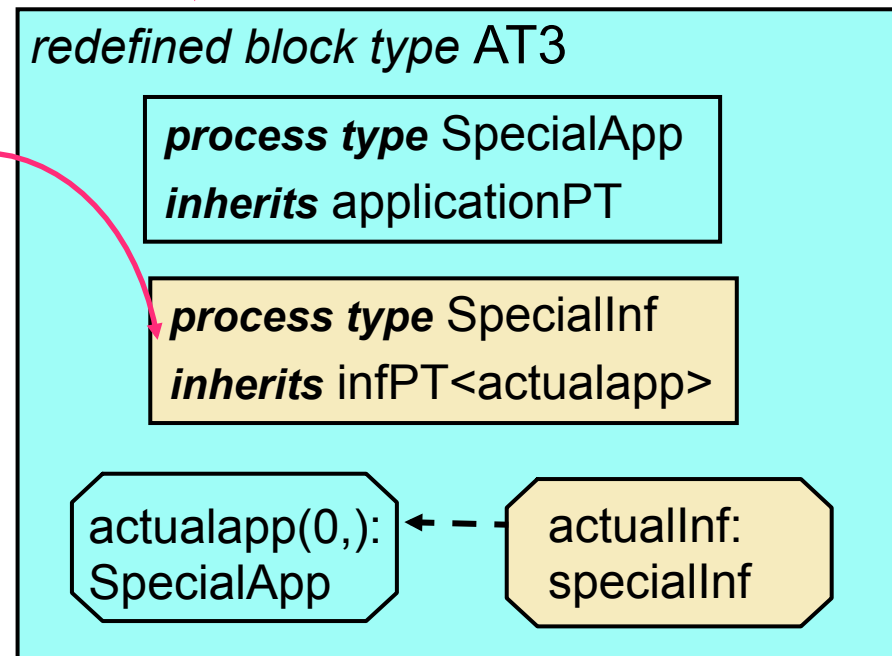 redefined block type AT3
process type SpecialApp
inherits applicationPT
process type SpecialInf
inherits infPT<actualapp>
actualapp(0,):
SpecialApp
actualInf:
specialInf